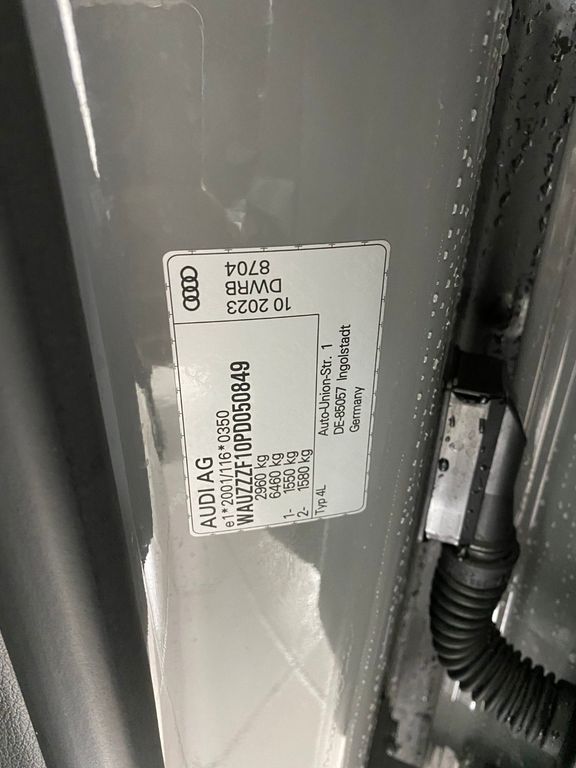 AUDI AG
e1*2001/116*0350
WAUZZZF10PD050849
2960 kg
6460 kg
1- 1550 kg
2- 1580 kg
Typ 4L
Auto-Union-Str. 1
DE-85057 Ingolstadt
Germany
10.2023
DWRB
8704